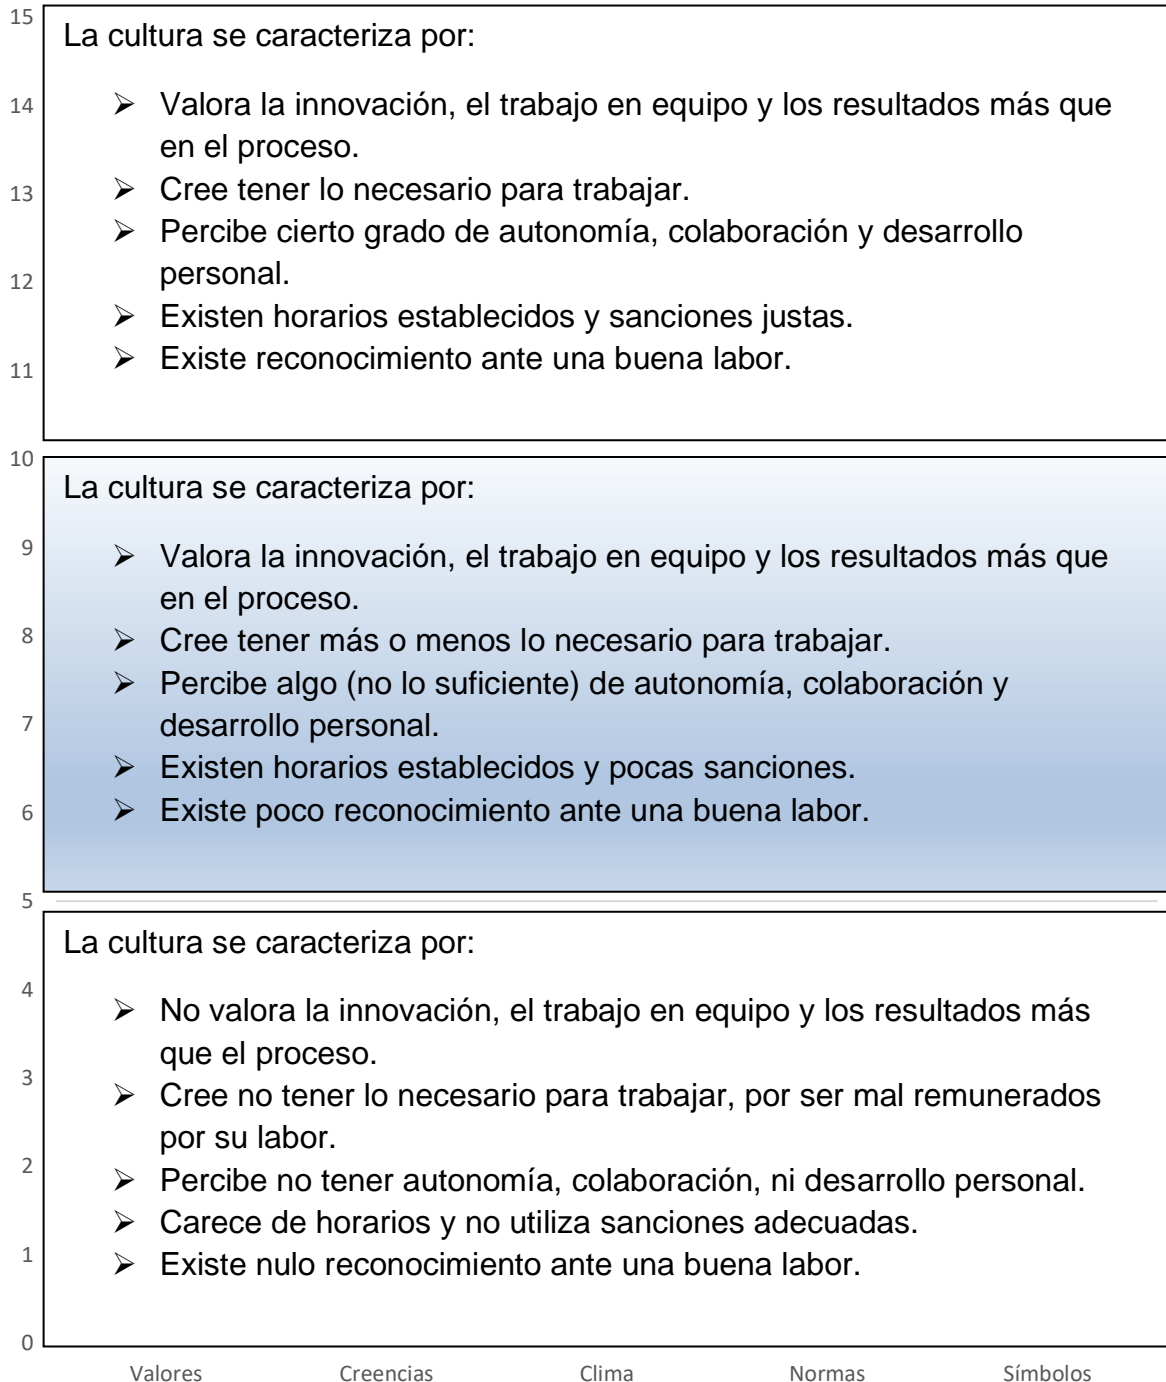 15
La cultura se caracteriza por:
14
➢ Valora la innovación, el trabajo en equipo y los resultados más que
en el proceso.
13
➢ Cree tener lo necesario para trabajar.
➢ Percibe cierto grado de autonomía, colaboración y desarrollo
personal.
12
➢ Existen horarios establecidos y sanciones justas.
➢ Existe reconocimiento ante una buena labor.
11
10
La cultura se caracteriza por:
9
➢ Valora la innovación, el trabajo en equipo y los resultados más que
en el proceso.
8
➢ Cree tener más o menos lo necesario para trabajar.
➢ Percibe algo (no lo suficiente) de autonomía, colaboración y
desarrollo personal.
7
➢ Existen horarios establecidos y pocas sanciones.
➢ Existe poco reconocimiento ante una buena labor.
6
5
La cultura se caracteriza por:
4
➢ No valora la innovación, el trabajo en equipo y los resultados más
que el proceso.
3
➢ Cree no tener lo necesario para trabajar, por ser mal remunerados
por su labor.
2
➢ Percibe no tener autonomía, colaboración, ni desarrollo personal.
➢ Carece de horarios y no utiliza sanciones adecuadas.
1
➢ Existe nulo reconocimiento ante una buena labor.
0
Valores Creencias Clima Normas Símbolos